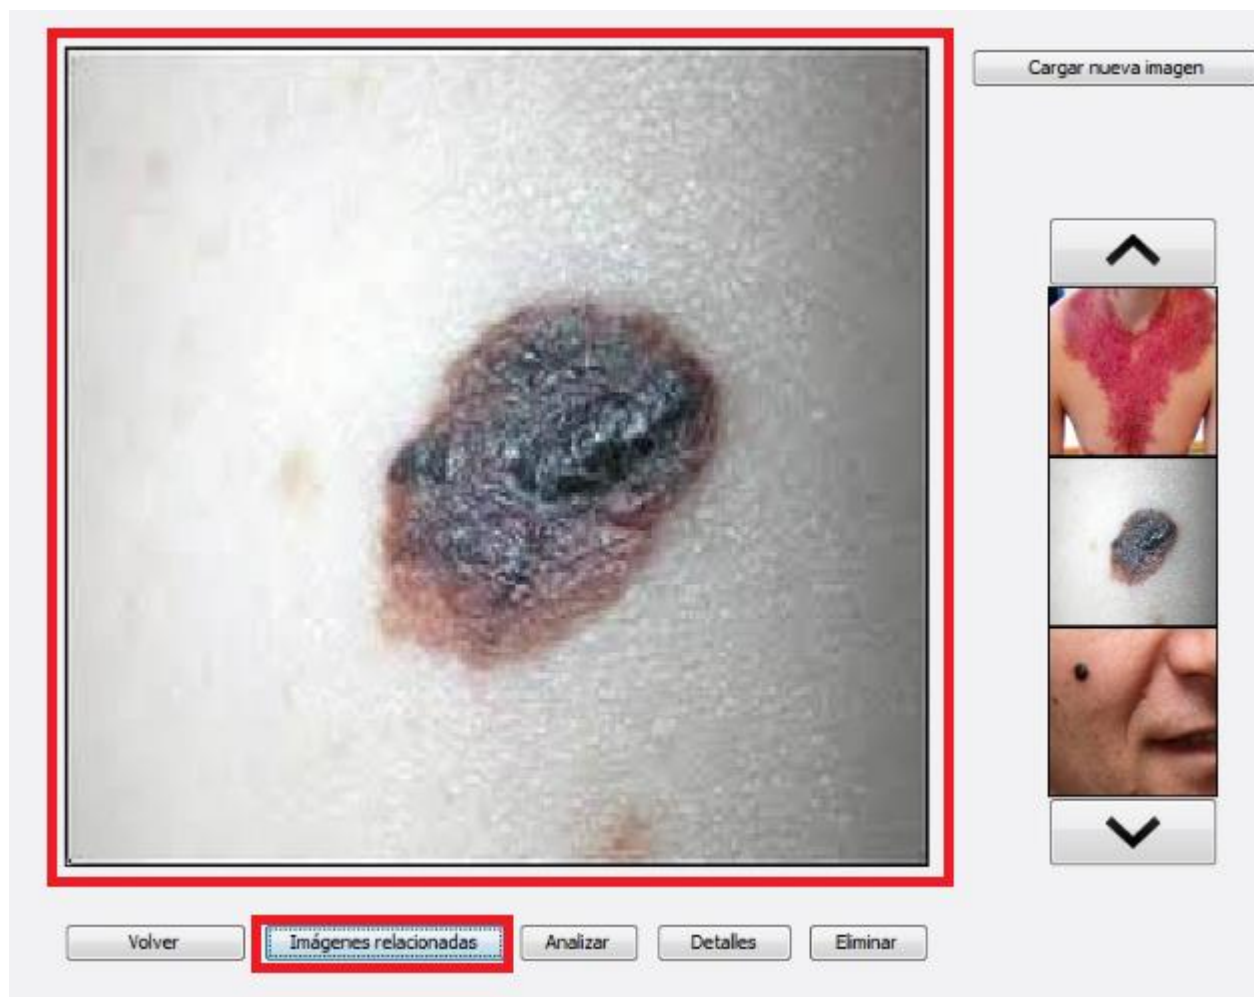 Cargar nueva imagen
Volver
Imágenes relacionadas
Analizar
Detalles
Eliminar